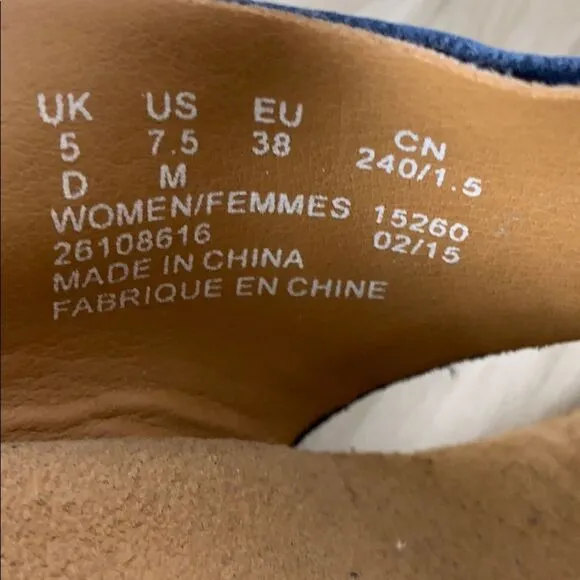 UK US EU CN
5 7.5 38 240/1.5
D M
WOMEN/FEMMES 15260
26108616 02/15
MADE IN CHINA
FABRIQUE EN CHINE